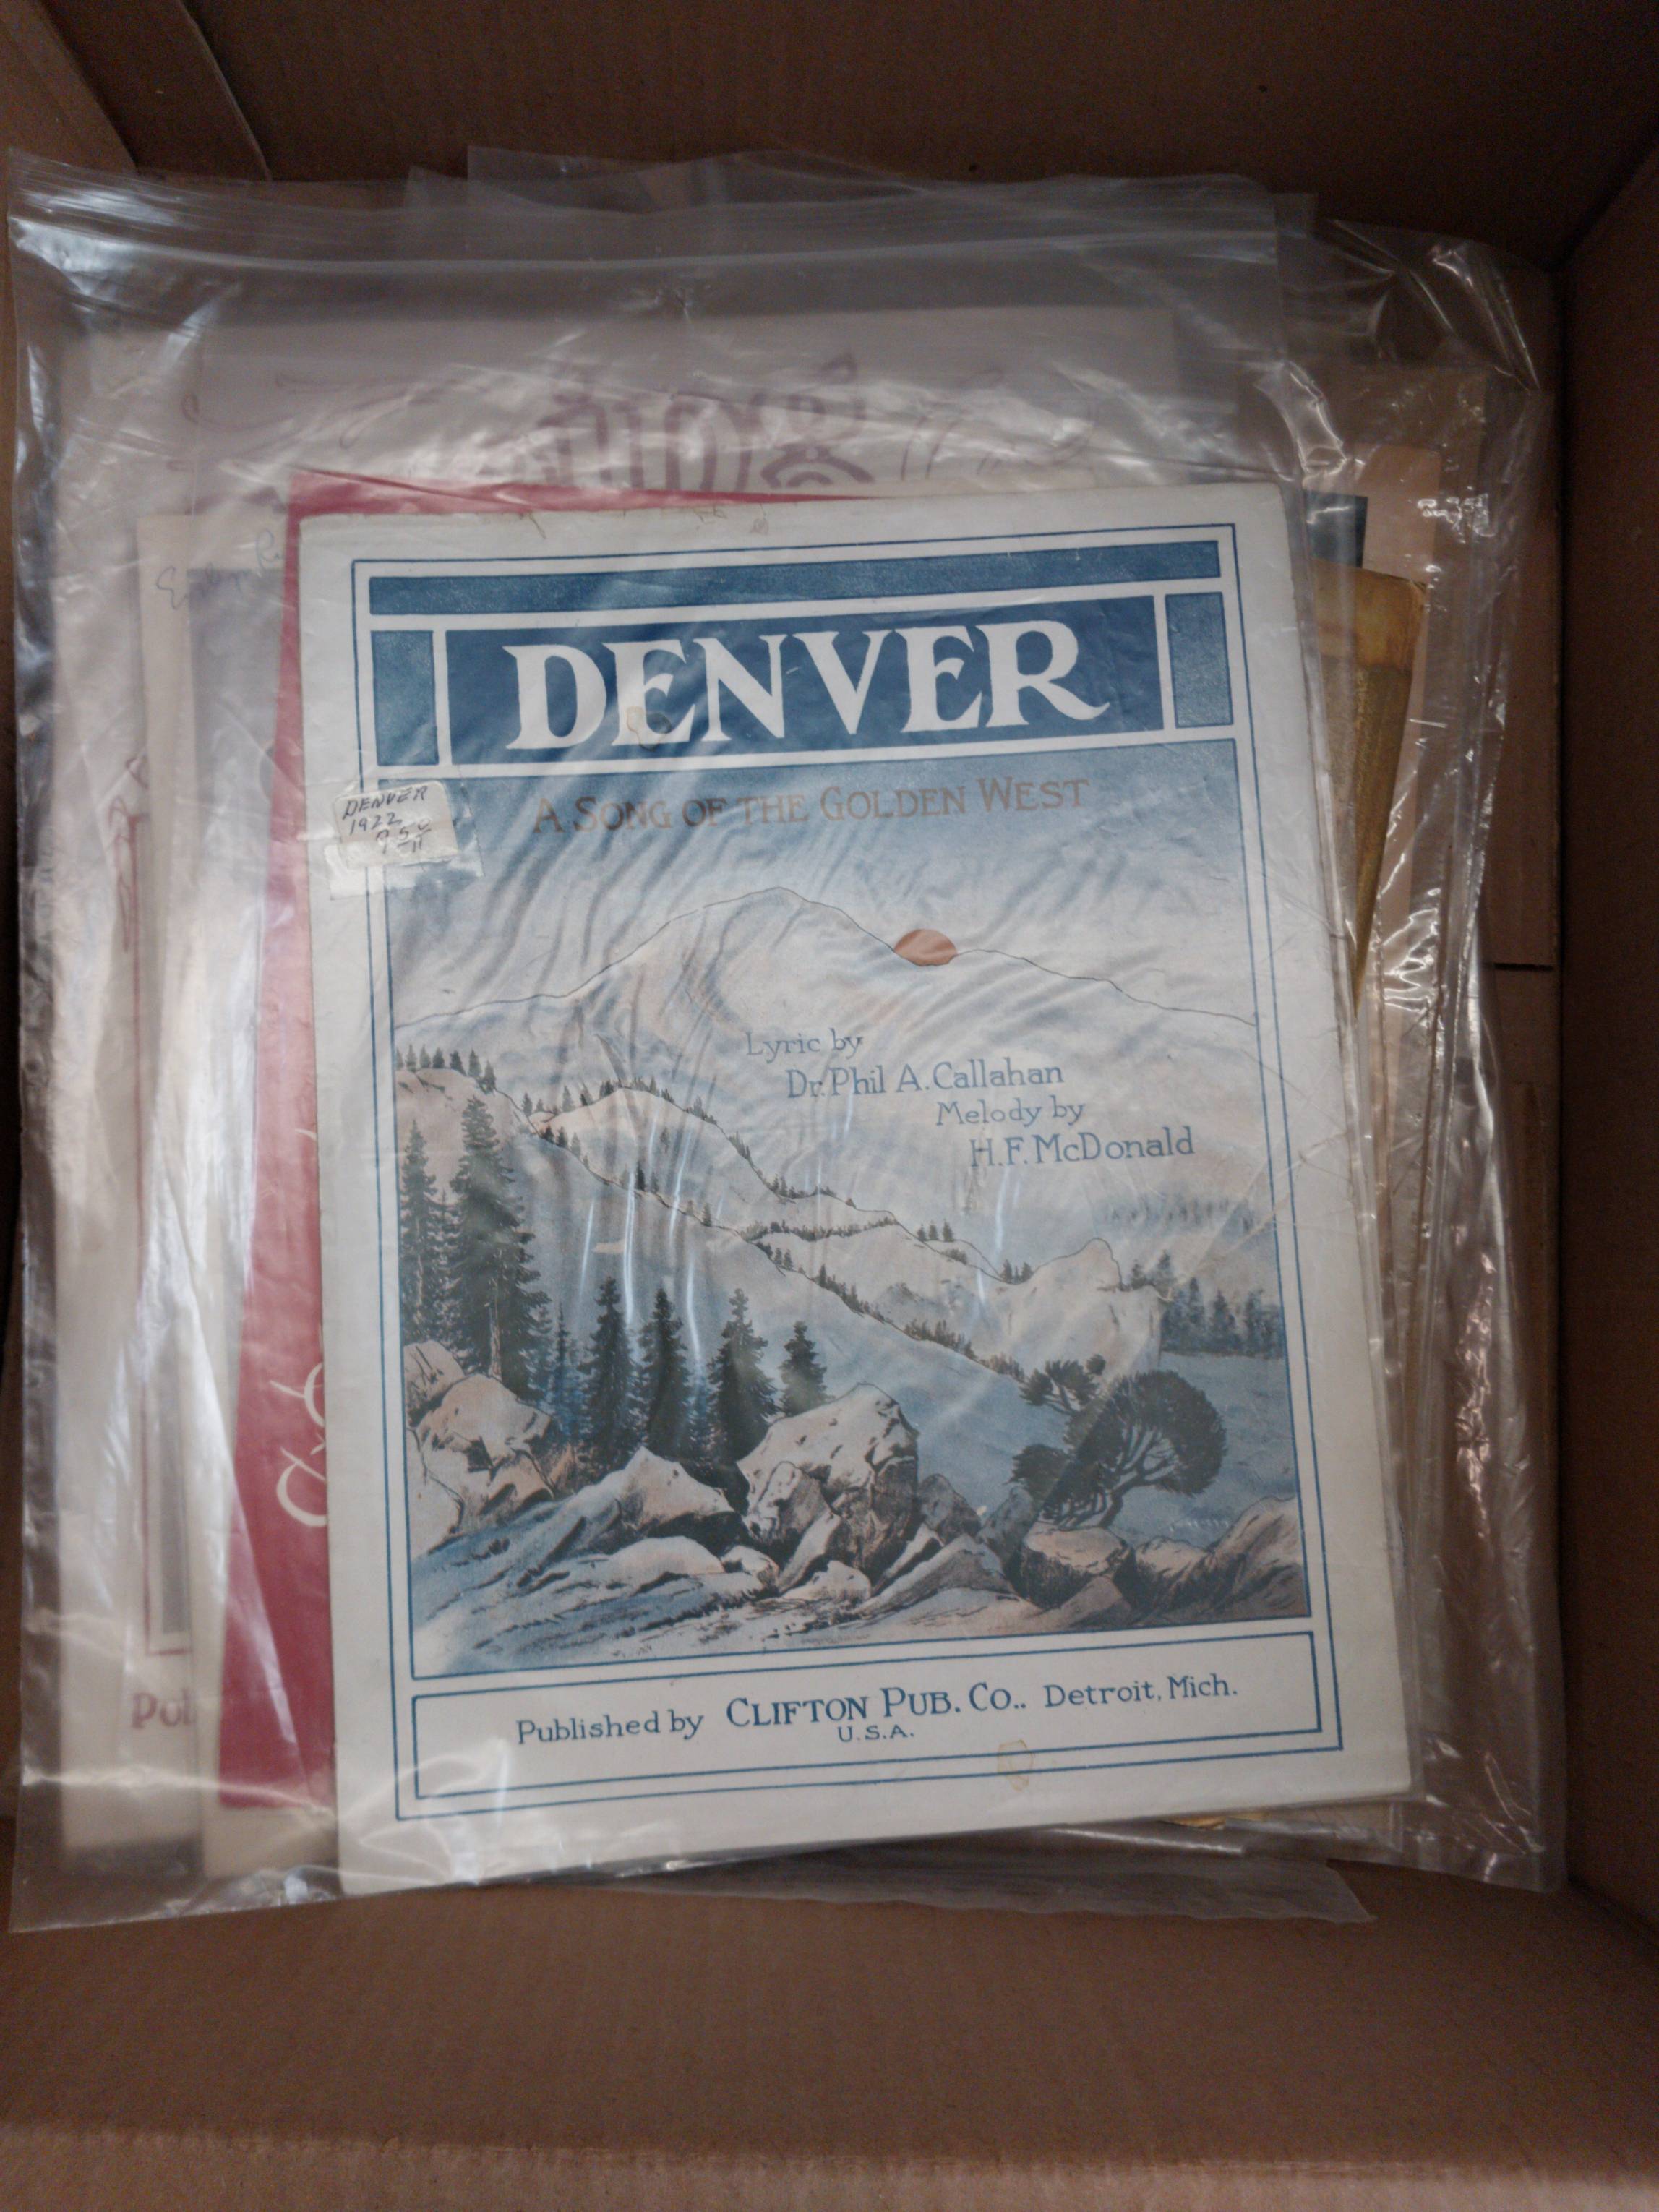 DENVER
A SONG OF THE GOLDEN WEST
DENVER
1922
Lyric by
Dr. Phil A. Callahan
Melody by
H.F. McDonald
Published by CLIFTON PUB. CO.. Detroit, Mich.
U.S.A.
Pol